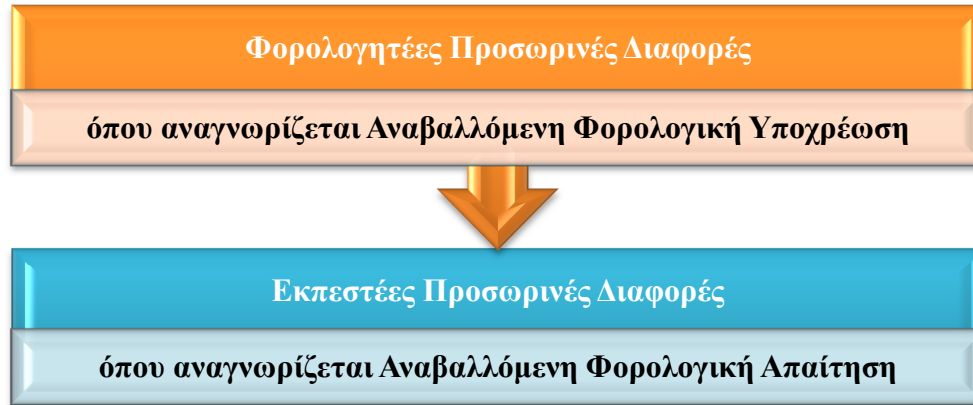 Φορολογητέες Προσωρινές Διαφορές
όπου αναγνωρίζεται Αναβαλλόμενη Φορολογική Υποχρέωση
Εκπεστέες Προσωρινές Διαφορές
όπου αναγνωρίζεται Αναβαλλόμενη Φορολογική Απαίτηση